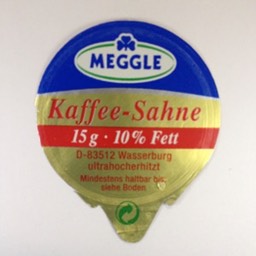 MEGGLE
Kaffee-Sahne
15 g · 10% Fett
D-83512 Wasserburg
ultrahocherhitzt
Mindestens haltbar bis:
siehe Boden